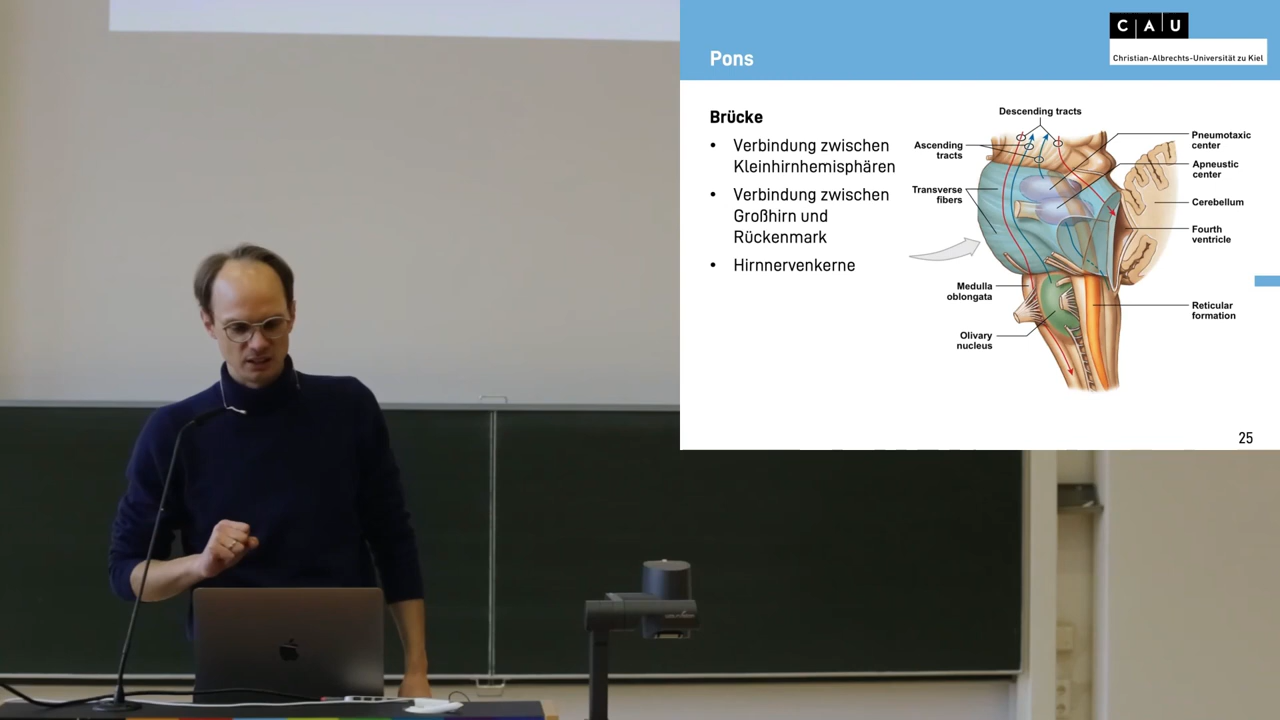 Pons
C A U
Christian-Albrechts-Universität zu Kiel
Brücke
• Verbindung zwischen
Kleinhirnhemisphären
• Verbindung zwischen
Großhirn und
Rückenmark
• Hirnnervenkerne
Descending tracts
Ascending
tracts
Transverse
fibers
Medulla
oblongata
Olivary
nucleus
Pneumotaxic
center
Apneustic
center
Cerebellum
Fourth
ventricle
Reticular
formation
25